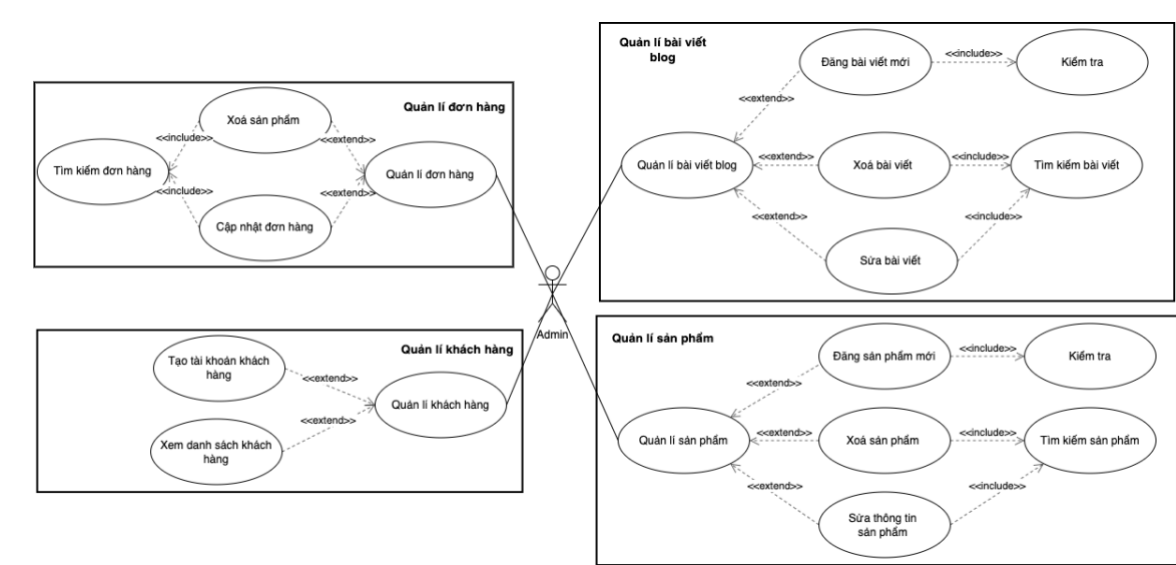 Quản lí đơn hàng
Xoá sản phẩm
<<include>>
<<extend>>
Tìm kiếm đơn hàng
Quản lí đơn hàng
<<include>>
<<extend>>
Cập nhật đơn hàng
Quản lí bài viết
blog
Đăng bài viết mới
<<include>>
Kiểm tra
<<extend>>
Quản lí bài viết blog
<<extend>>
Xoá bài viết
<<include>>
Tìm kiếm bài viết
<<extend>>
<<include>>
Sửa bài viết
Admin
Quản lí khách hàng
Tạo tài khoản khách
hàng
<<extend>>
Quản lí khách hàng
<<extend>>
Xem danh sách khách
hàng
Quản lí sản phẩm
Đăng sản phẩm mới
<<include>>
Kiểm tra
<<extend>>
Quản lí sản phẩm
<<extend>>
Xoá sản phẩm
<<include>>
Tìm kiếm sản phẩm
<<extend>>
<<include>>
Sửa thông tin
sản phẩm